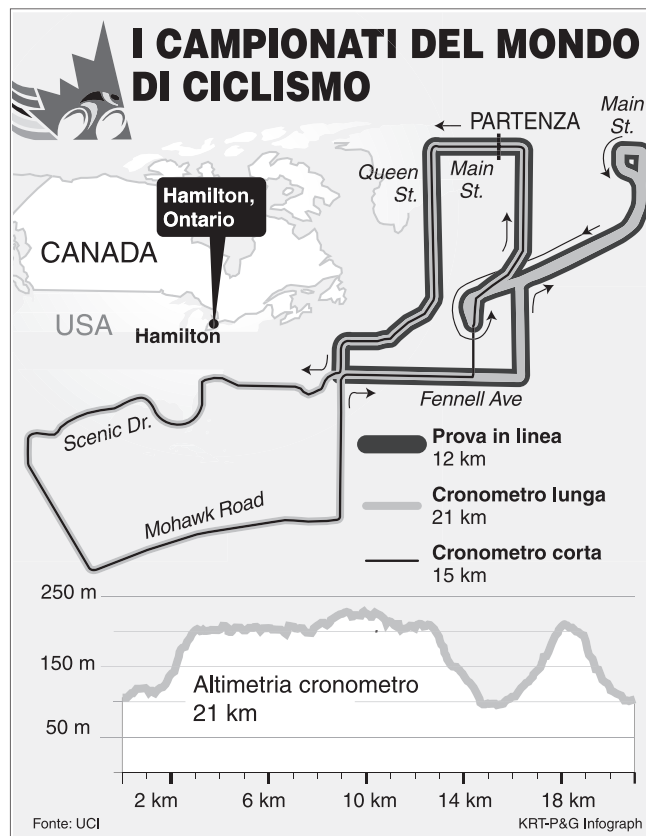 I CAMPIONATI DEL MONDO
DI CICLISMO
PARTENZA
Main
St.
Queen
St.
Main
St.
Hamilton,
Ontario
CANADA
USA
Hamilton
Fennell Ave
Scenic Dr.
Mohawk Road
Prova in linea
12 km
Cronometro lunga
21 km
Cronometro corta
15 km
250 m
150 m
50 m
Altimetria cronometro
21 km
2 km 6 km 10 km 14 km 18 km
Fonte: UCI
KRT-P&G Infograph